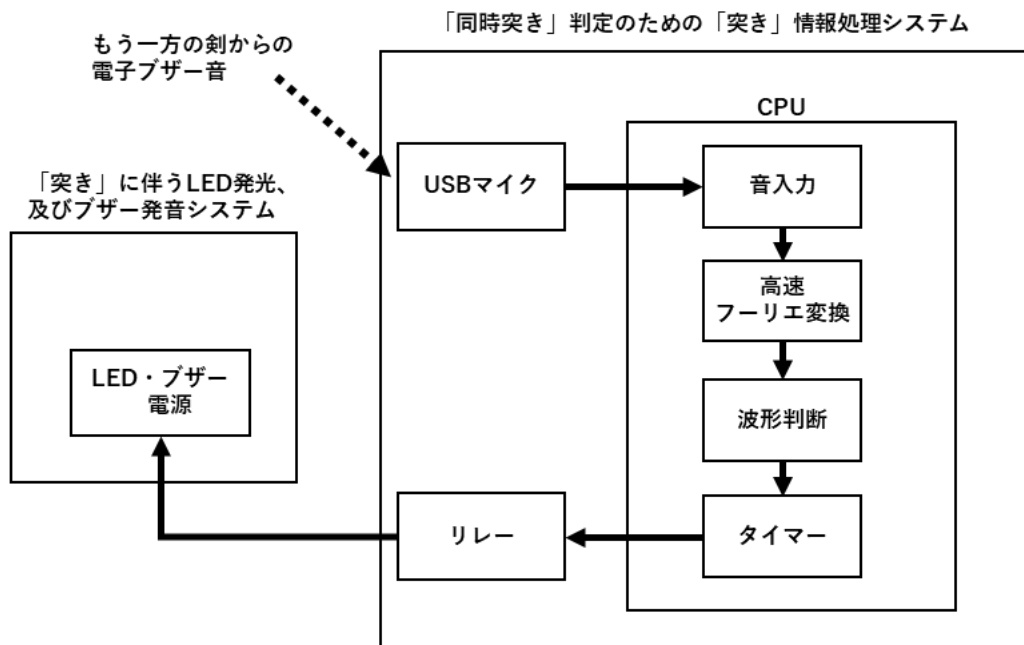 「同時突き」判定のための「突き」情報処理システム
もう一方の剣からの
電子ブザー音
CPU
USBマイク
音入力
「突き」に伴うLED発光、
及びブザー発音システム
高速
フーリエ変換
LED・ブザー
電源
波形判断
リレー
タイマー